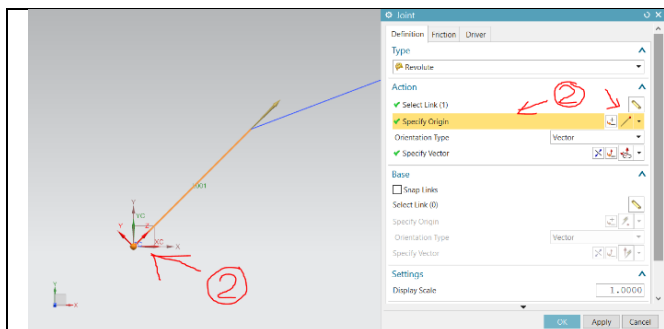 Joint
Definition Friction Driver
Type
Revolute
Action
Select Link (1)
Specify Origin
Orientation Type Vector
Specify Vector
Base
Snap Links
Select Link (0)
Specify Origin
Orientation Type Vector
Specify Vector
Settings
Display Scale 1.0000
OK Apply Cancel
2
Y
YC
Y
XC
X
2
Y
X